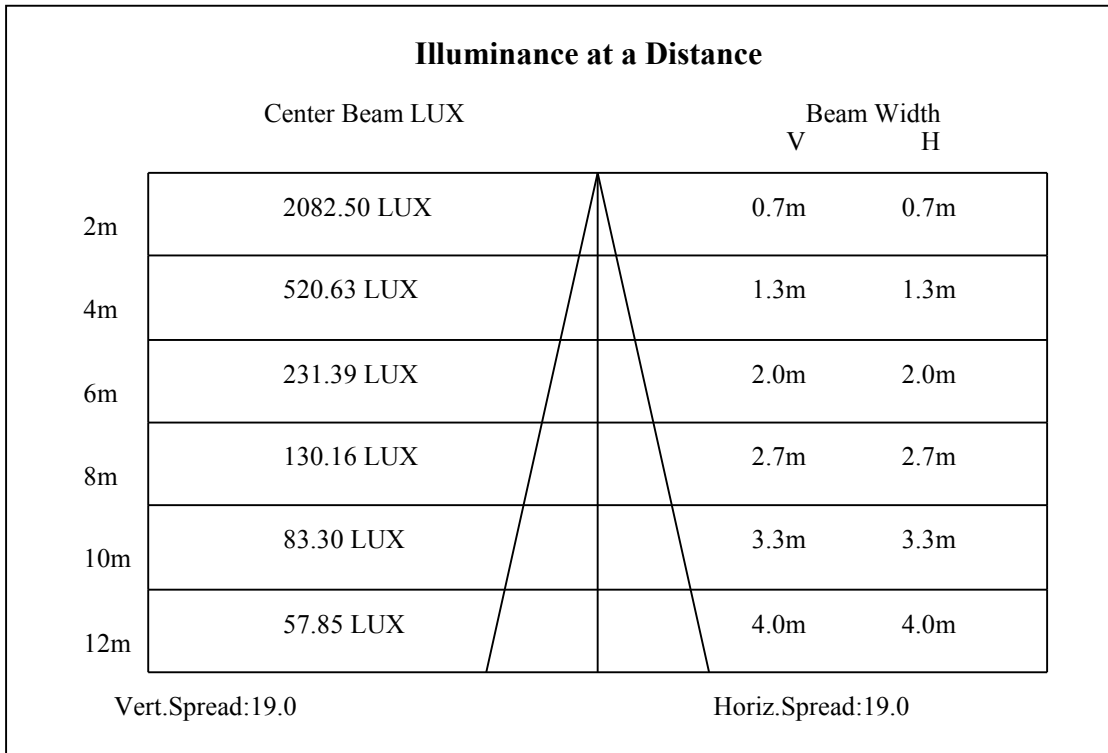 Illuminance at a Distance
Center Beam LUX Beam Width
V H
2m 2082.50 LUX 0.7m 0.7m
4m 520.63 LUX 1.3m 1.3m
6m 231.39 LUX 2.0m 2.0m
8m 130.16 LUX 2.7m 2.7m
10m 83.30 LUX 3.3m 3.3m
12m 57.85 LUX 4.0m 4.0m
Vert.Spread:19.0 Horiz.Spread:19.0